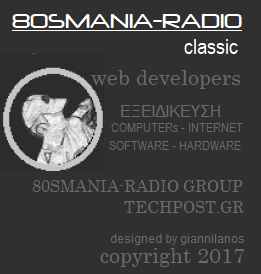 80SMANIA-RADIO
classic
web developers
ΕΞΕΙΔΙΚΕΥΣΗ
COMPUTERs - INTERNET
SOFTWARE - HARDWARE
80SMANIA-RADIO GROUP
TECHPOST.GR
designed by giannilanos
copyright 2017